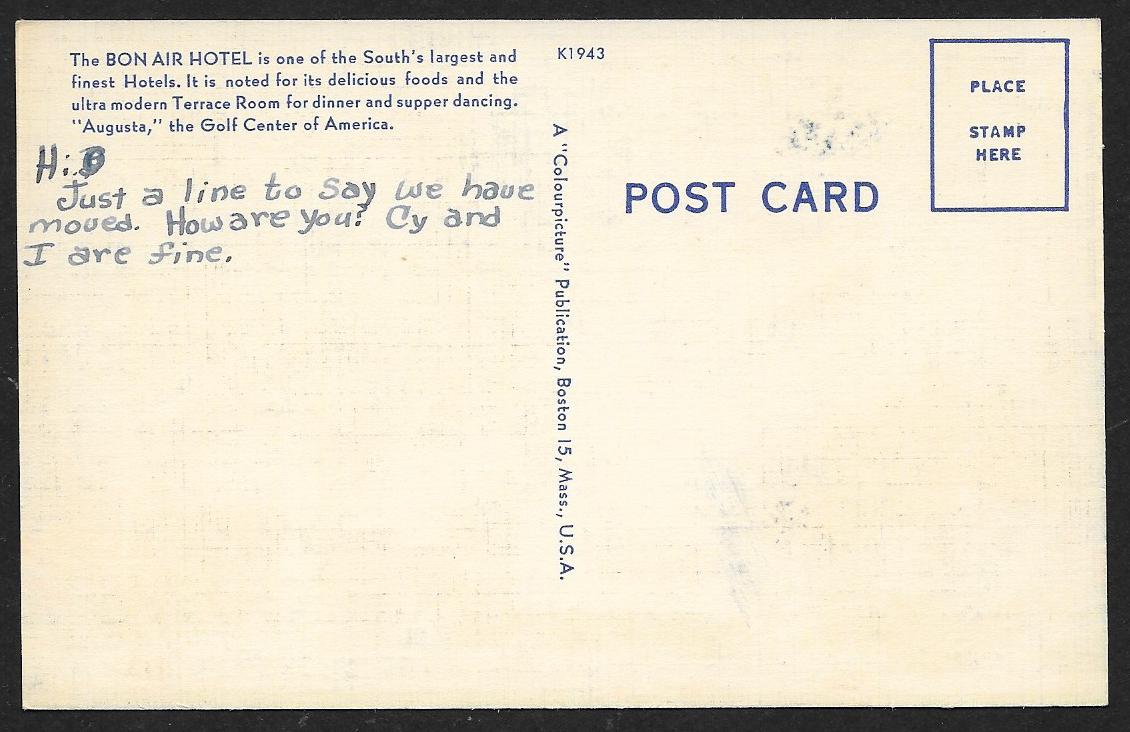 The BON AIR HOTEL is one of the South's largest and
finest Hotels. It is noted for its delicious foods and the
ultra modern Terrace Room for dinner and supper dancing.
"Augusta," the Golf Center of America.
Hi.
Just a line to say we have
moved. How are you? Cy and
I are fine.
K1943
A "Colourpicture" Publication, Boston 15, Mass., U.S.A.
POST CARD
PLACE
STAMP
HERE